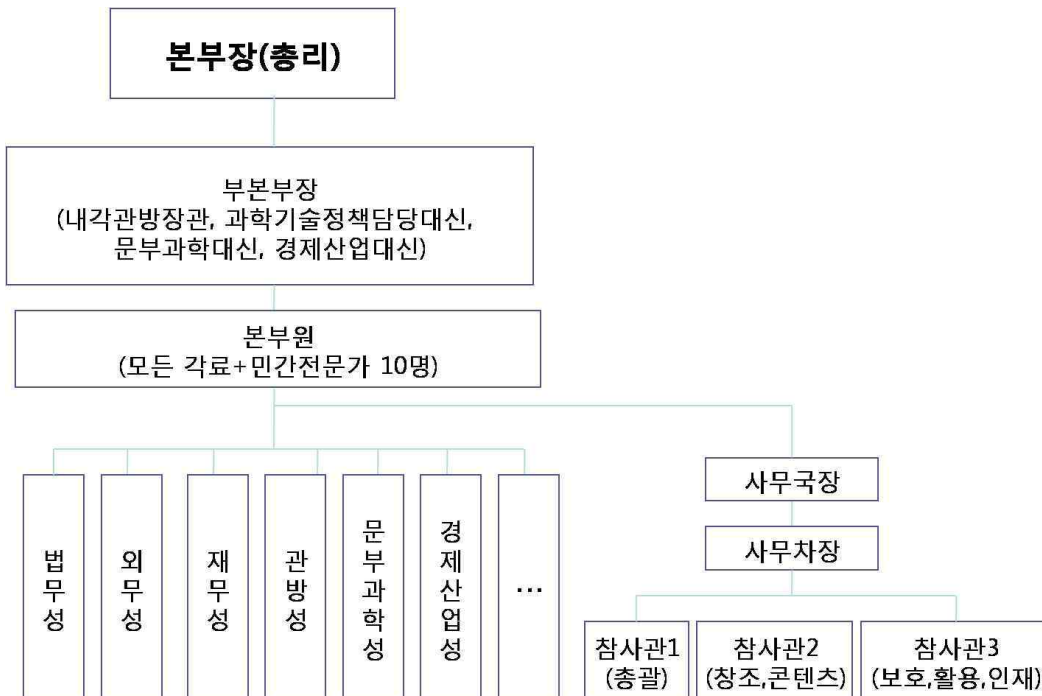 본부장(총리)
부본부장
(내각관방장관, 과학기술정책담당대신,
문부과학대신, 경제산업대신)
본부원
(모든 각료+민간전문가 10명)
법무성
외무성
재무성
관방성
문부과학성
경제산업성
...
사무국장
사무차장
참사관1
(총괄)
참사관2
(창조,콘텐츠)
참사관3
(보호,활용,인재)